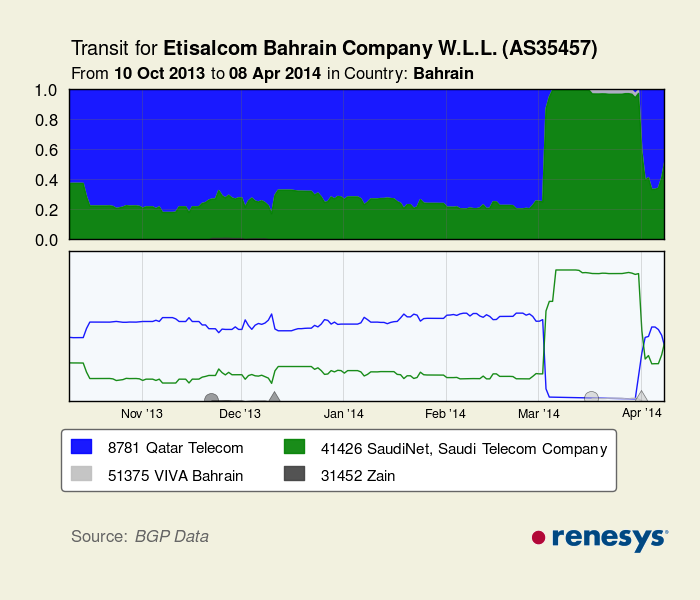 Transit for Etisalcom Bahrain Company W.L.L. (AS35457)
From 10 Oct 2013 to 08 Apr 2014 in Country: Bahrain
1.0
0.8
0.6
0.4
0.2
0.0
Nov '13 Dec '13 Jan '14 Feb '14 Mar '14 Apr '14
8781 Qatar Telecom 41426 SaudiNet, Saudi Telecom Company
51375 VIVA Bahrain 31452 Zain
Source: BGP Data
renesys